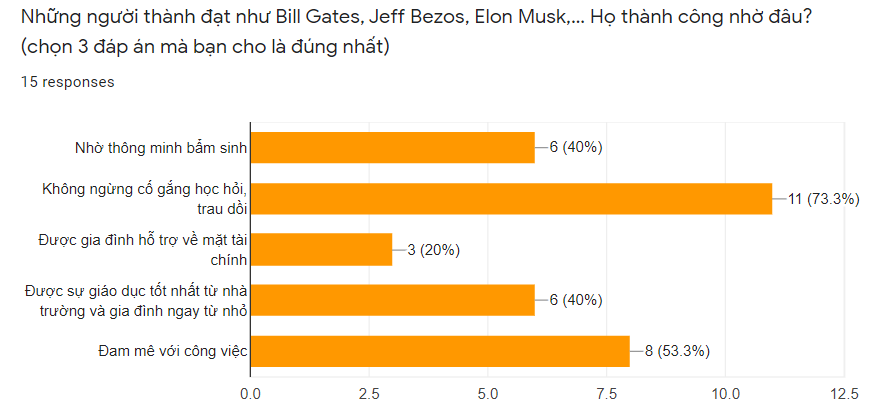 Những người thành đạt như Bill Gates, Jeff Bezos, Elon Musk,... Họ thành công nhờ đâu?
(chọn 3 đáp án mà bạn cho là đúng nhất)
15 responses
Nhờ thông minh bẩm sinh
6 (40%)
Không ngừng cố gắng học hỏi,
trau dồi
11 (73.3%)
Được gia đình hỗ trợ về mặt tài
chính
3 (20%)
Được sự giáo dục tốt nhất từ nhà
trường và gia đình ngay từ nhỏ
6 (40%)
Đam mê với công việc
8 (53.3%)
0.0 2.5 5.0 7.5 10.0 12.5